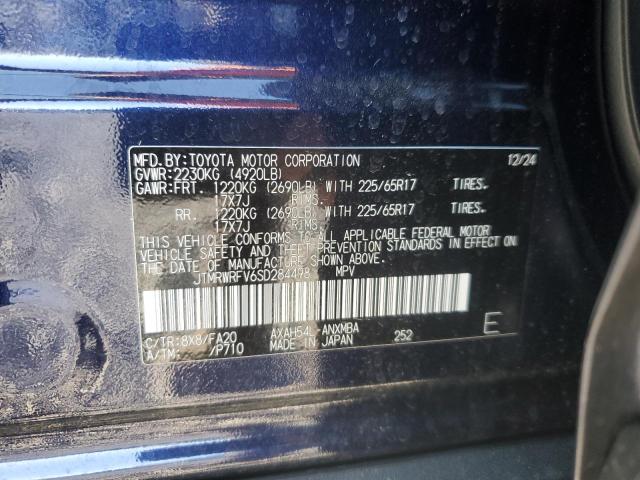 MFD.BY:TOYOTA MOTOR CORPORATION 12/24
GVWR:2230KG (4920LB)
GAWR:FRT. 1220KG (2690LB) WITH 225/65R17 TIRES.
17X7J RIMS.
RR. 1220KG (2690LB) WITH 225/65R17 TIRES.
17X7J RIMS.
THIS VEHICLE CONFORMS TO ALL APPLICABLE FEDERAL MOTOR
VEHICLE SAFETY AND THEFT PREVENTION STANDARDS IN EFFECT
ON THE DATE OF MANUFACTURE SHOWN ABOVE.
JTMRWRFV6SD284498 MPV
C/TR:8X8/FA20 AXAH54L-ANXMBA 252 E
A/TM: /P710 MADE IN JAPAN